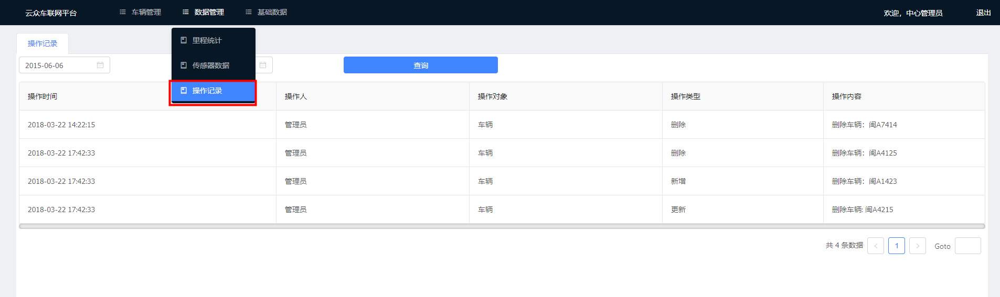 云众车联网平台 车辆管理 数据管理 基础数据 欢迎，中心管理员 退出
里程统计
操作记录
2015-06-06 传感器数据 查询
操作记录
操作时间 操作人 操作对象 操作类型 操作内容
2018-03-22 14:22:15 管理员 车辆 删除 删除车辆：闽A7414
2018-03-22 17:42:33 管理员 车辆 删除 删除车辆：闽A4125
2018-03-22 17:42:33 管理员 车辆 新增 删除车辆：闽A1423
2018-03-22 17:42:33 管理员 车辆 更新 删除车辆: 闽A4215
共 4 条数据 < 1 > Goto